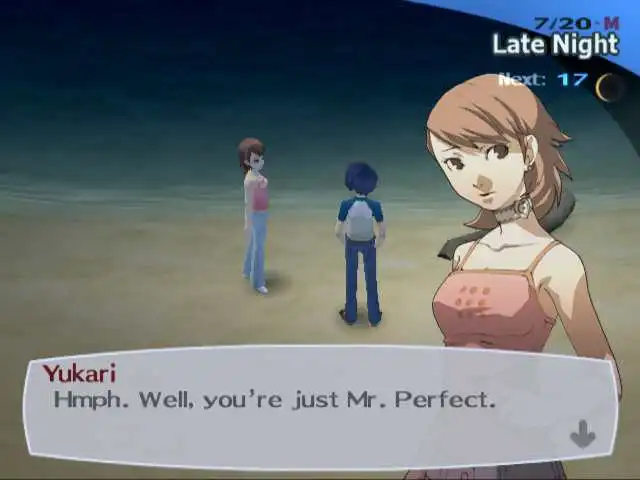 7/20・M
Late Night
Next: 17
Yukari
Hmph. Well, you're just Mr. Perfect.